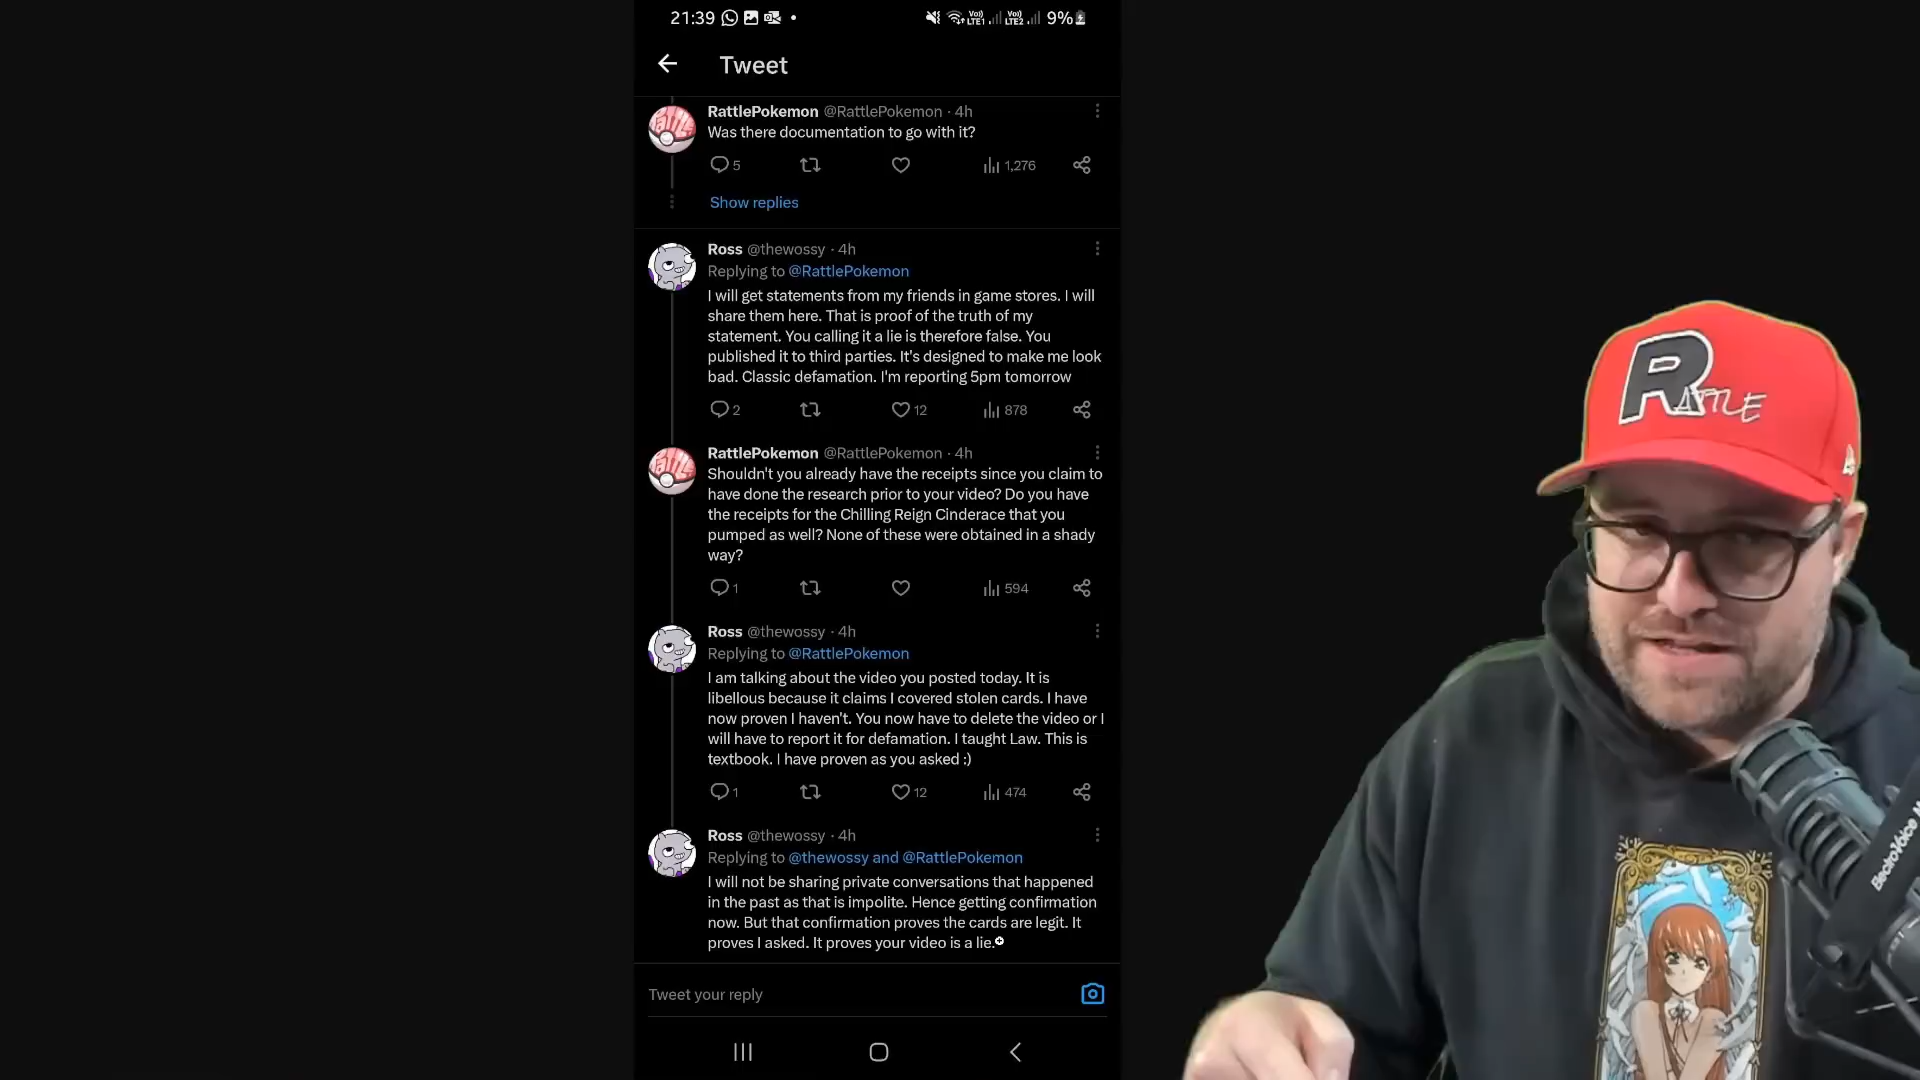 21:39
Vo) LTE1
Vo) LTE2
9%
Tweet
RattlePokemon @RattlePokemon · 4h
Was there documentation to go with it?
5
1,276
Show replies
Ross @thewossy · 4h
Replying to @RattlePokemon
I will get statements from my friends in game stores. I will
share them here. That is proof of the truth of my
statement. You calling it a lie is therefore false. You
published it to third parties. It's designed to make me look
bad. Classic defamation. I'm reporting 5pm tomorrow
2
12
878
RattlePokemon @RattlePokemon · 4h
Shouldn't you already have the receipts since you claim to
have done the research prior to your video? Do you have
the receipts for the Chilling Reign Cinderace that you
pumped as well? None of these were obtained in a shady
way?
1
594
Ross @thewossy · 4h
Replying to @RattlePokemon
I am talking about the video you posted today. It is
libellous because it claims I covered stolen cards. I have
now proven I haven't. You now have to delete the video or I
will have to report it for defamation. I taught Law. This is
textbook. I have proven as you asked :)
1
12
474
Ross @thewossy · 4h
Replying to @thewossy and @RattlePokemon
I will not be sharing private conversations that happened
in the past as that is impolite. Hence getting confirmation
now. But that confirmation proves the cards are legit. It
proves I asked. It proves your video is a lie.
Tweet your reply
RATTLE
ElectroVoice